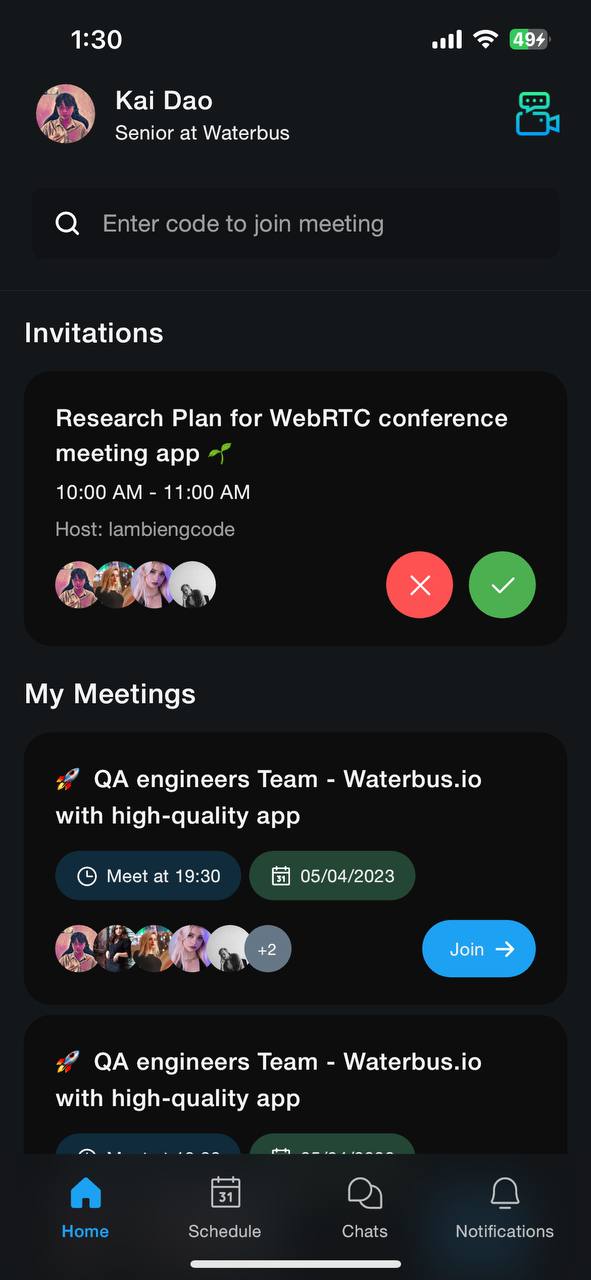 1:30
49
Kai Dao
Senior at Waterbus
Enter code to join meeting
Invitations
Research Plan for WebRTC conference
meeting app 🌱
10:00 AM - 11:00 AM
Host: lambiengcode
My Meetings
🚀 QA engineers Team - Waterbus.io
with high-quality app
Meet at 19:30
31 05/04/2023
+2
Join →
🚀 QA engineers Team - Waterbus.io
with high-quality app
31
Home
Schedule
Chats
Notifications